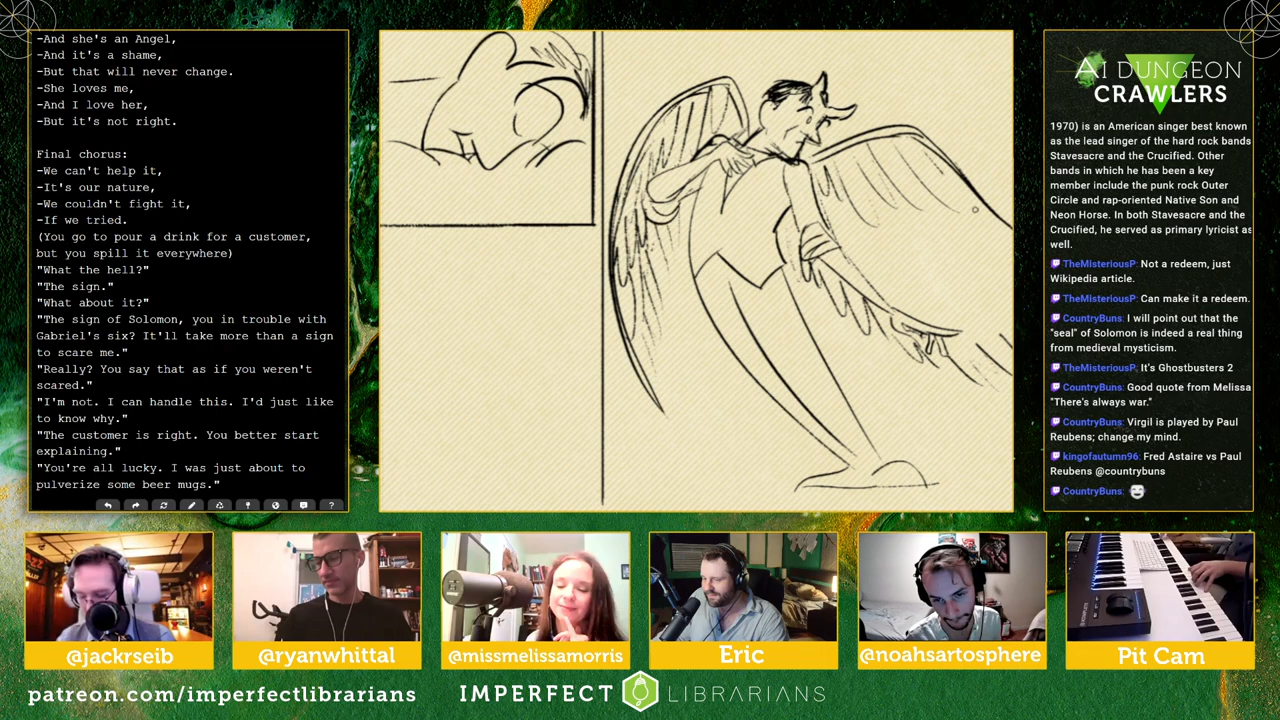 -And she's an Angel,
-And it's a shame,
-But that will never change.
-She loves me,
-And I love her,
-But it's not right.
Final chorus:
-We can't help it,
-It's our nature,
-We couldn't fight it,
-If we tried.
(You go to pour a drink for a customer,
but you spill it everywhere)
"What the hell?"
"The sign."
"What about it?"
"The sign of Solomon, you in trouble with
Gabriel's six? It'll take more than a sign
to scare me."
"Really? You say that as if you weren't
scared."
"I'm not. I can handle this. I'd just like
to know why."
"The customer is right. You better start
explaining."
"You're all lucky. I was just about to
pulverize some beer mugs."
?
AI DUNGEON
CRAWLERS
1970) is an American singer best known
as the lead singer of the hard rock bands
Stavesacre and the Crucified. Other
bands in which he has been a key
member include the punk rock Outer
Circle and rap-oriented Native Son and
Neon Horse. In both Stavesacre and the
Crucified, he served as primary lyricist as
well.
TheMisteriousP: Not a redeem, just
Wikipedia article.
TheMisteriousP: Can make it a redeem.
CountryBuns: I will point out that the
"seal" of Solomon is indeed a real thing
from medieval mysticism.
TheMisteriousP: It's Ghostbusters 2
CountryBuns: Good quote from Melissa
"There's always war."
CountryBuns: Virgil is played by Paul
Reubens; change my mind.
kingofautumn96: Fred Astaire vs Paul
Reubens @countrybuns
CountryBuns:
@jackrseib
@ryanwhittal
@missmelissamorris
Eric
@noahsartosphere
Pit Cam
patreon.com/imperfectlibrarians
IMPERFECT LIBRARIANS